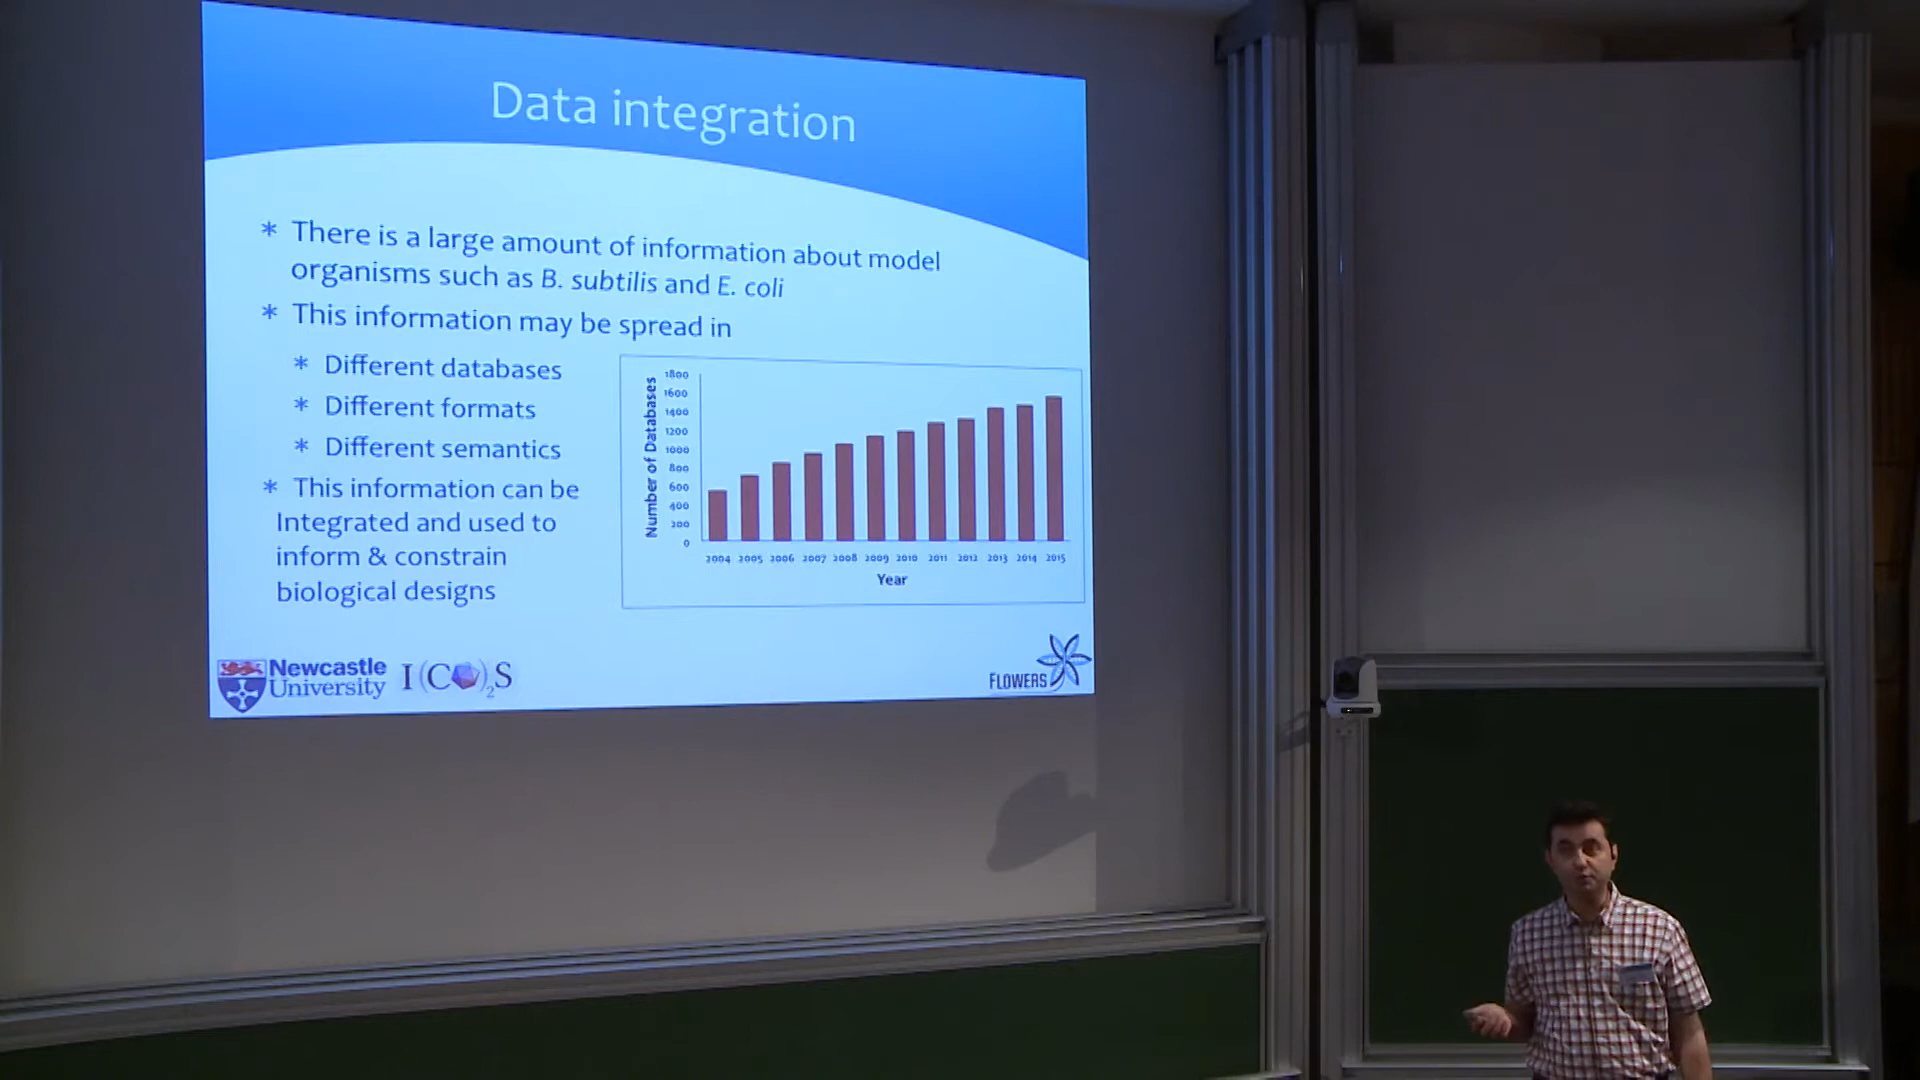 Data integration
* There is a large amount of information about model
organisms such as B. subtilis and E. coli
* This information may be spread in
* Different databases
* Different formats
* Different semantics
* This information can be
Integrated and used to
inform & constrain
biological designs
Number of Databases
1800
1600
1400
1200
1000
800
600
400
200
0
2004 2005 2006 2007 2008 2009 2010 2011 2012 2013 2014 2015
Year
Newcastle
University
I(C )2S
FLOWERS